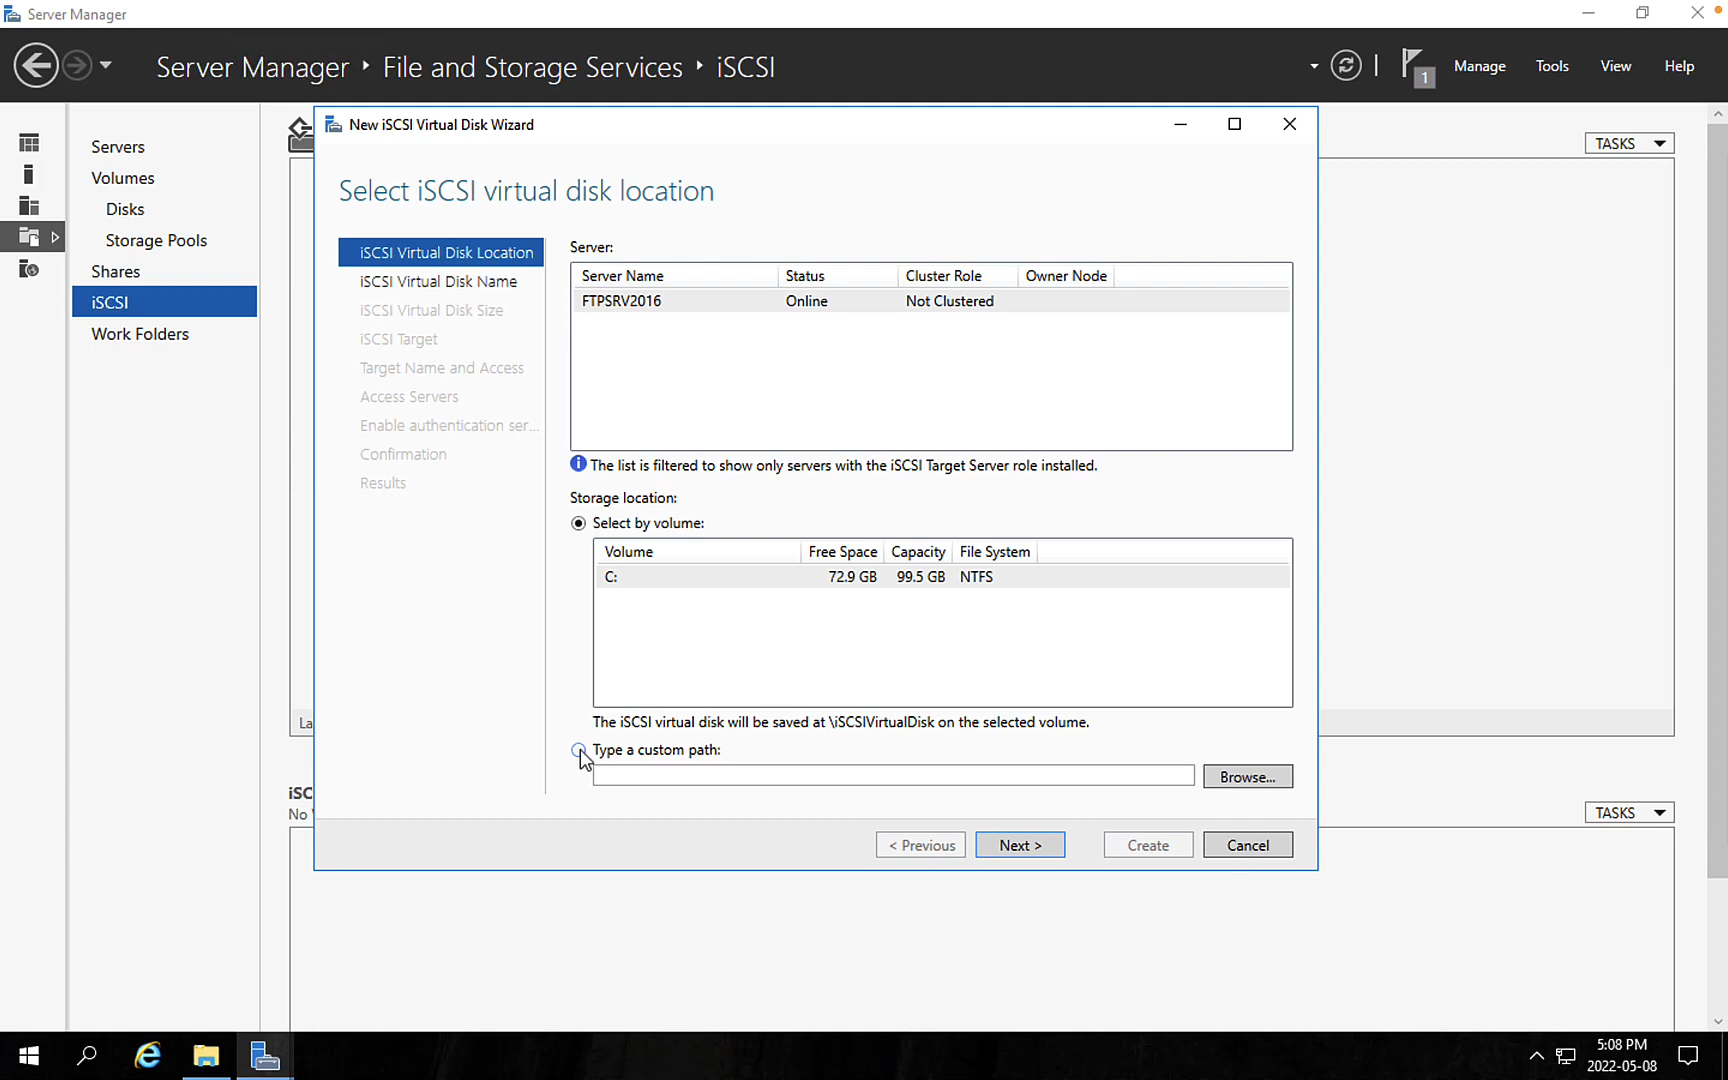 Server Manager
Server Manager ‣ File and Storage Services ‣ iSCSI
1
Manage
Tools
View
Help
Servers
Volumes
Disks
Storage Pools
Shares
iSCSI
Work Folders
TASKS
La
iSC
No
TASKS
New iSCSI Virtual Disk Wizard
Select iSCSI virtual disk location
iSCSI Virtual Disk Location
iSCSI Virtual Disk Name
iSCSI Virtual Disk Size
iSCSI Target
Target Name and Access
Access Servers
Enable authentication ser...
Confirmation
Results
Server:
Server Name Status Cluster Role Owner Node
FTPSRV2016 Online Not Clustered
The list is filtered to show only servers with the iSCSI Target Server role installed.
Storage location:
Select by volume:
Volume Free Space Capacity File System
C: 72.9 GB 99.5 GB NTFS
The iSCSI virtual disk will be saved at \iSCSIVirtualDisk on the selected volume.
Type a custom path:
Browse...
< Previous
Next >
Create
Cancel
5:08 PM
2022-05-08